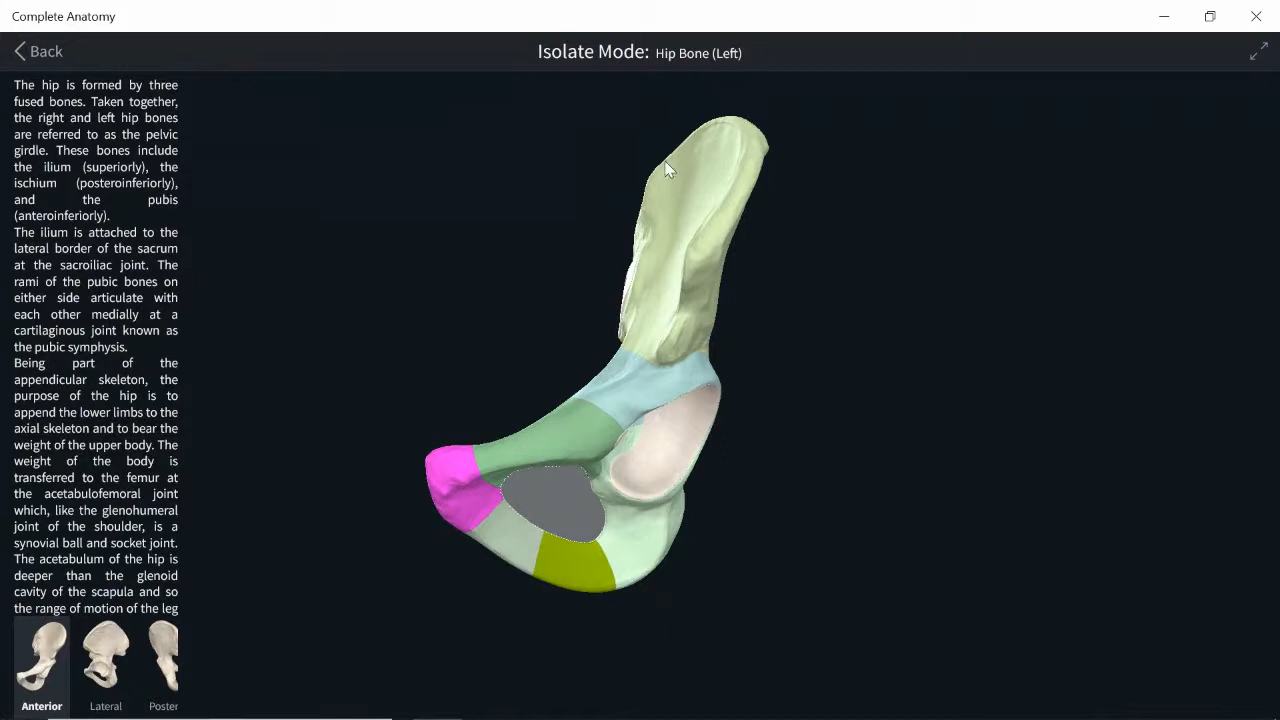 Complete Anatomy
Back
Isolate Mode: Hip Bone (Left)
The hip is formed by three
fused bones. Taken together,
the right and left hip bones
are referred to as the pelvic
girdle. These bones include
the ilium (superiorly), the
ischium (posteroinferiorly),
and the pubis
(anteroinferiorly).
The ilium is attached to the
lateral border of the sacrum
at the sacroiliac joint. The
rami of the pubic bones on
either side articulate with
each other medially at a
cartilaginous joint known as
the pubic symphysis.
Being part of the
appendicular skeleton, the
purpose of the hip is to
append the lower limbs to the
axial skeleton and to bear the
weight of the upper body. The
weight of the body is
transferred to the femur at
the acetabulofemoral joint
which, like the glenohumeral
joint of the shoulder, is a
synovial ball and socket joint.
The acetabulum of the hip is
deeper than the glenoid
cavity of the scapula and so
the range of motion of the leg
Anterior
Lateral
Poster